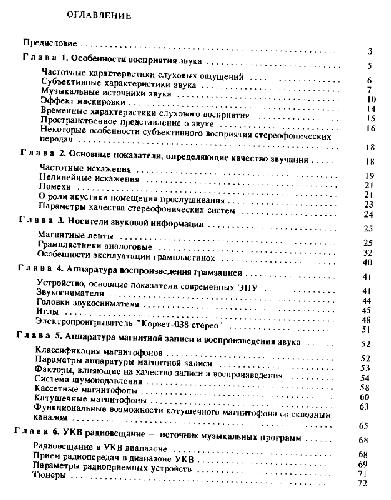 ОГЛАВЛЕНИЕ
Предисловие 3
Глава 1. Особенности восприятия звука 5
Частотные характеристики слуховых ощущений 6
Субъективные характеристики звука 7
Музыкальные источники звука 10
Эффект маскировки 14
Временные характеристики слухового восприятия 15
Пространственное представление о звуке 16
Некоторые особенности субъективного восприятия стереофонических
передач 18
Глава 2. Основные показатели, определяющие качество звучания 18
Частотные искажения 19
Нелинейные искажения 21
Помехи 21
О роли акустики помещения прослушивания 23
Параметры качества стереофонических систем 24
Глава 3. Носители звуковой информации 25
Магнитные ленты 25
Грампластинки аналоговые 32
Особенности эксплуатации грампластинок 40
Глава 4. Аппаратура воспроизведения грамзаписи 41
Устройство, основные показатели современных ЭПУ 41
Звукосниматели 44
Головки звукоснимателя 45
Иглы 48
Электропроигрыватель "Корвет-038 стерео" 51
Глава 5. Аппаратура магнитной записи и воспроизведения звука 52
Классификация магнитофонов 52
Параметры аппаратуры магнитной записи 53
Факторы, влияющие на качество записи и воспроизведения 54
Система шумоподавления 58
Кассетные магнитофоны 60
Катушечные магнитофоны 63
Функциональные возможности катушечного магнитофона со сквозным
каналом 65
Глава 6. УКВ радиовещание — источник музыкальных программ 68
Радиовещание в УКВ диапазоне 68
Прием радиопередач в диапазоне УКВ 69
Параметры радиоприемных устройств 71
Тюнеры 72